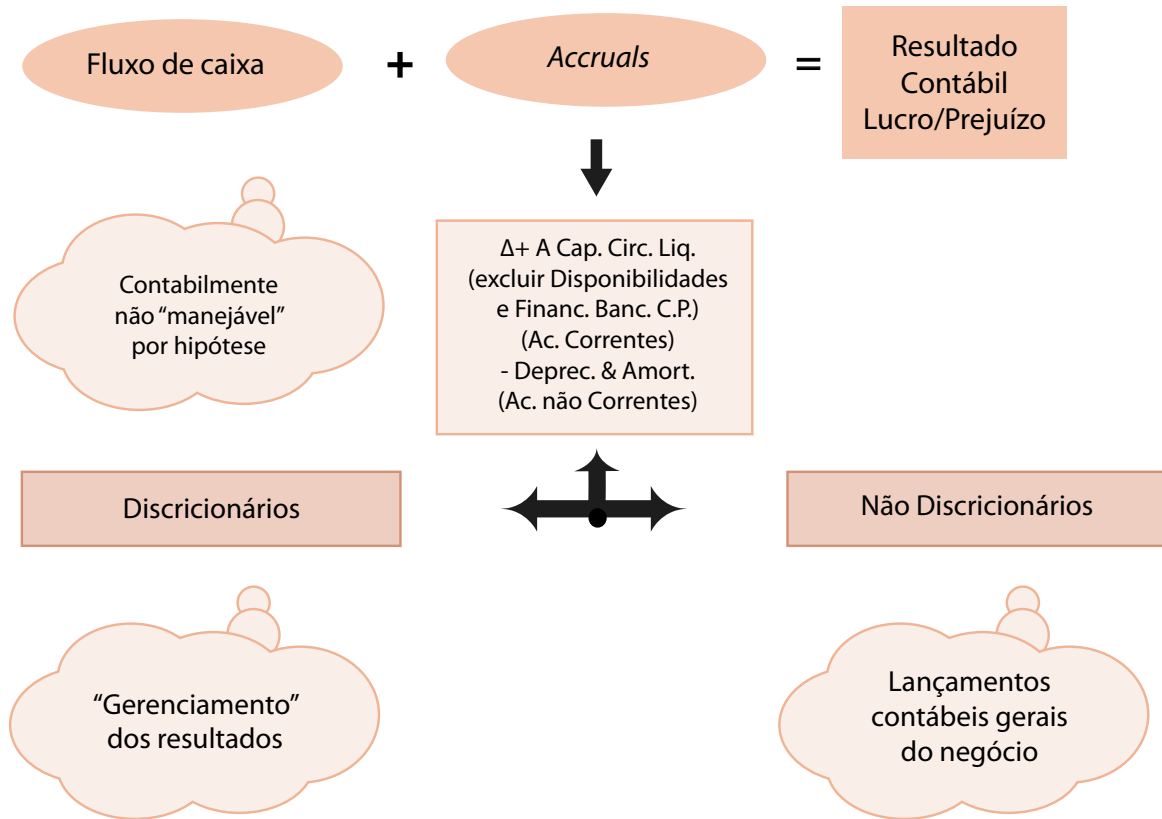 Fluxo de caixa
+
Accruals
=
Resultado
Contábil
Lucro/Prejuízo
Contabilmente
não “manejável”
por hipótese
Δ+ A Cap. Circ. Liq.
(excluir Disponibilidades
e Financ. Banc. C.P.)
(Ac. Correntes)
- Deprec. & Amort.
(Ac. não Correntes)
Discricionários
Não Discricionários
“Gerenciamento”
dos resultados
Lançamentos
contábeis gerais
do negócio